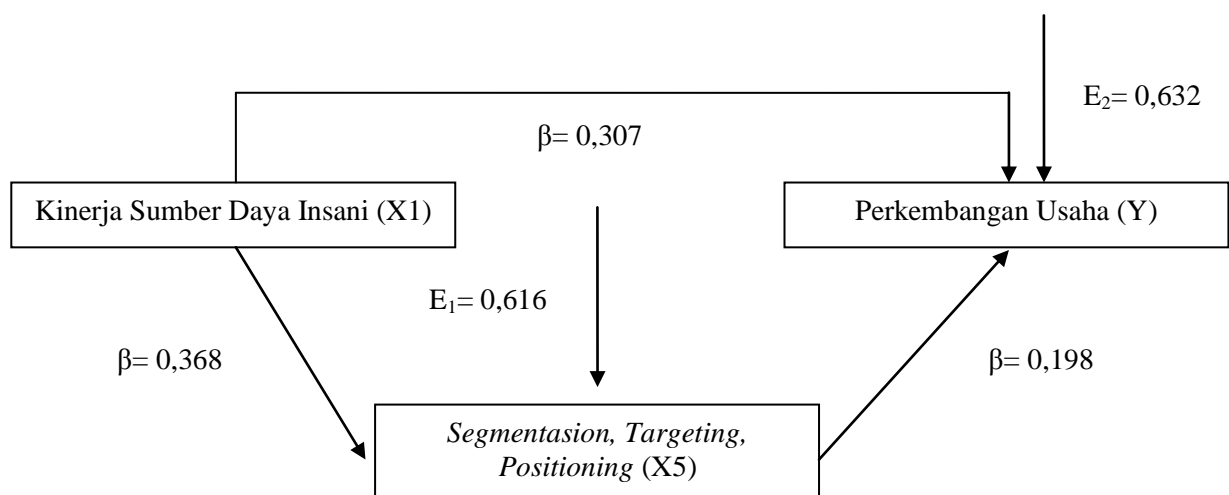 E₂= 0,632
β= 0,307
Kinerja Sumber Daya Insani (X1)
Perkembangan Usaha (Y)
E₁= 0,616
β= 0,368
β= 0,198
Segmentasion, Targeting,
Positioning (X5)